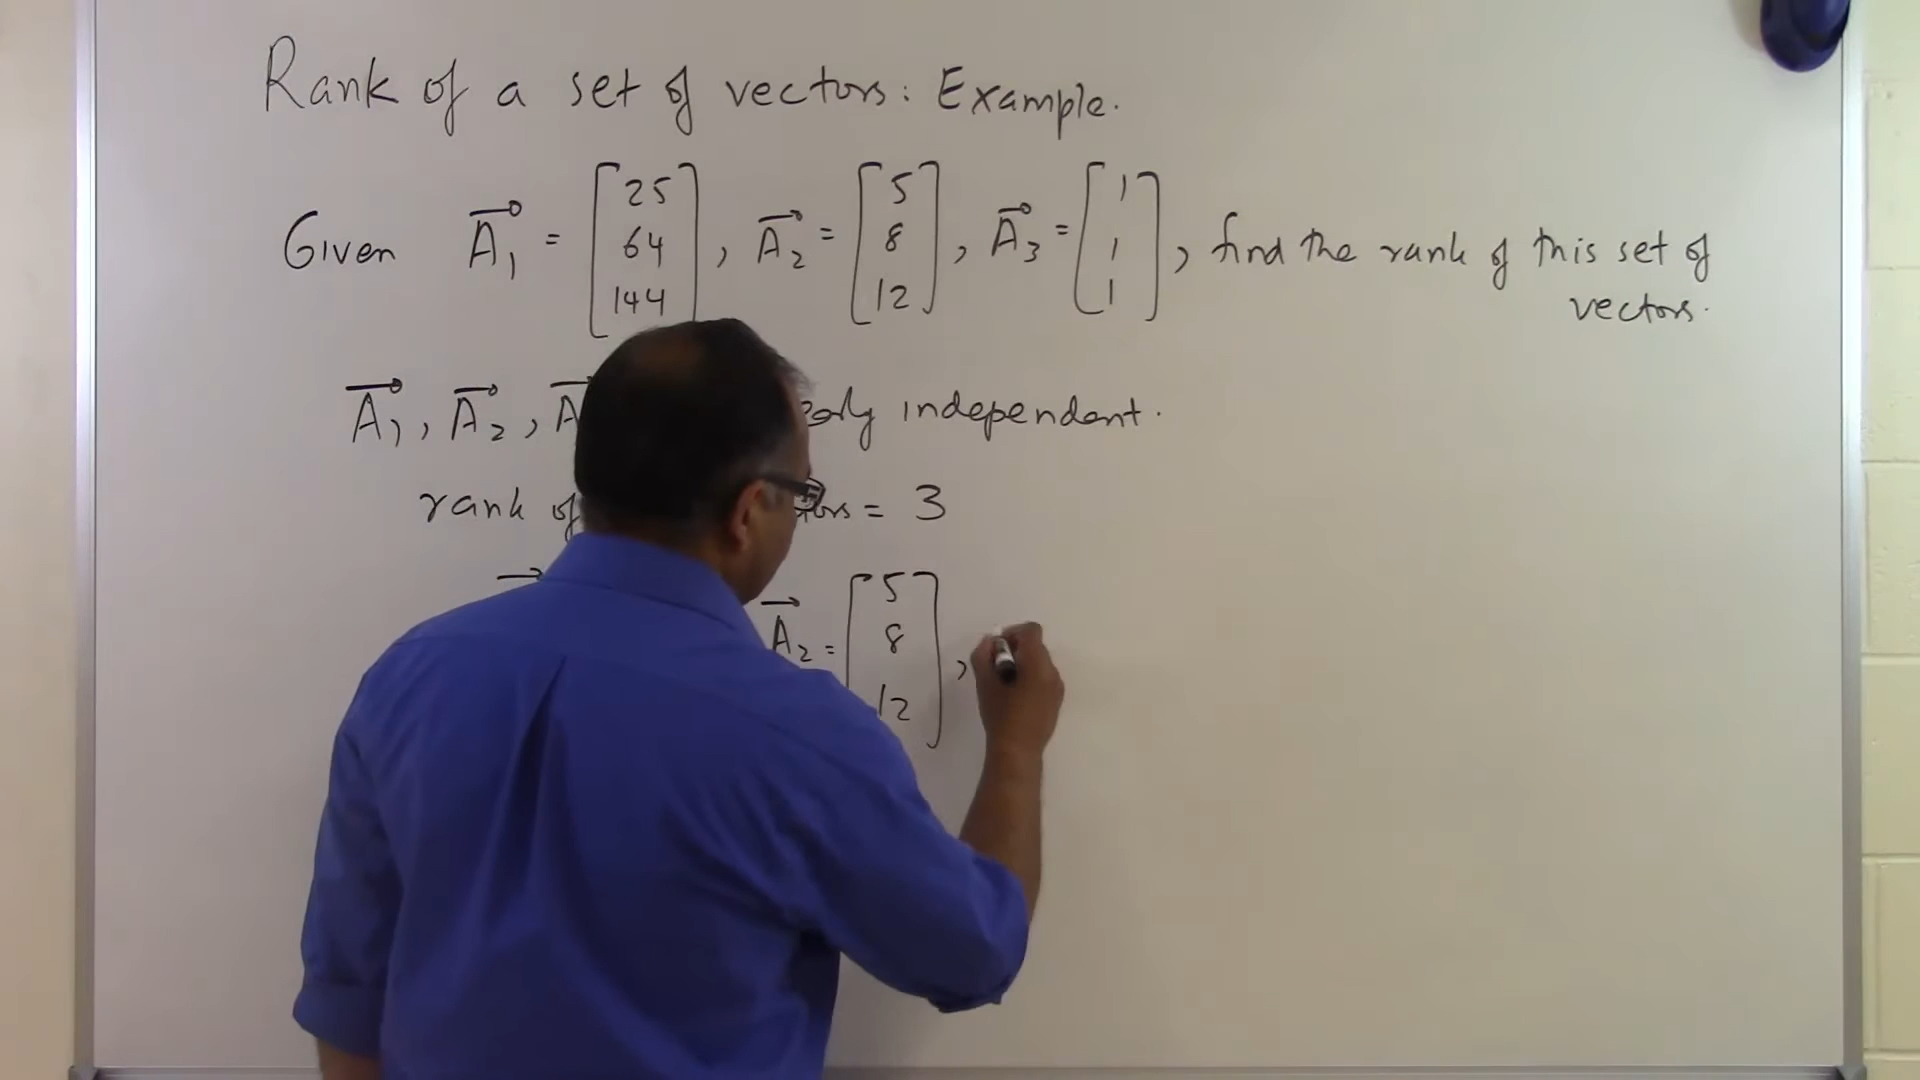 Rank of a set of vectors: Example.
Given A₁ = [25 64 144], A₂ = [5 8 12], A₃ = [1 1 1], find the rank of this set of
vectors.
A₁, A₂, A independent.
rank of = 3
A₂ = [5 8 12],